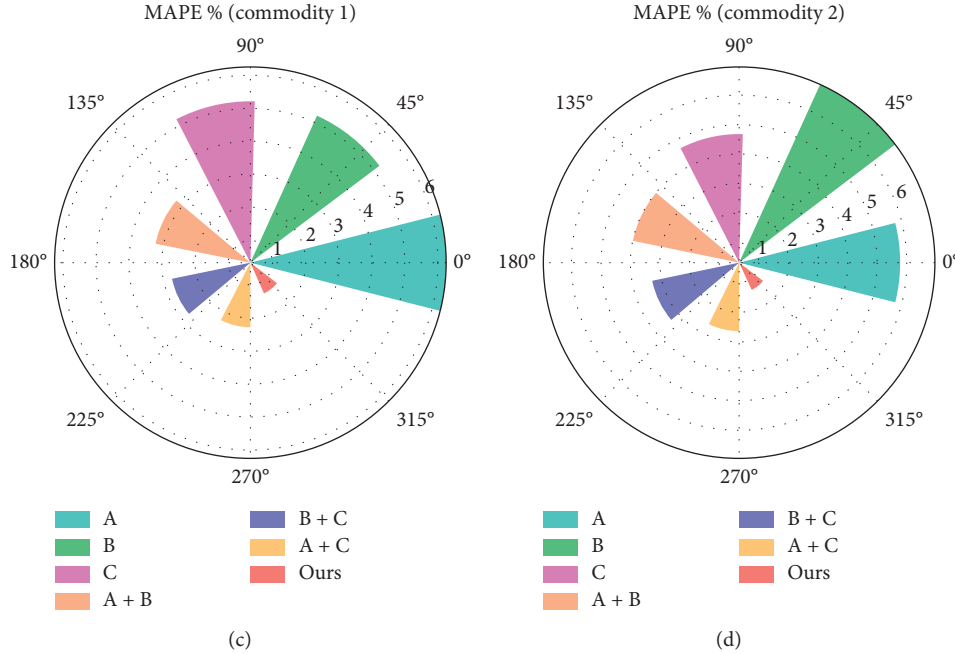 MAPE % (commodity 1)
90°
135°
45°
180°
0°
225°
315°
270°
1
2
3
4
5
6
A
B
C
A + B
B + C
A + C
Ours
(c)
MAPE % (commodity 2)
90°
135°
45°
180°
0°
225°
315°
270°
1
2
3
4
5
6
A
B
C
A + B
B + C
A + C
Ours
(d)